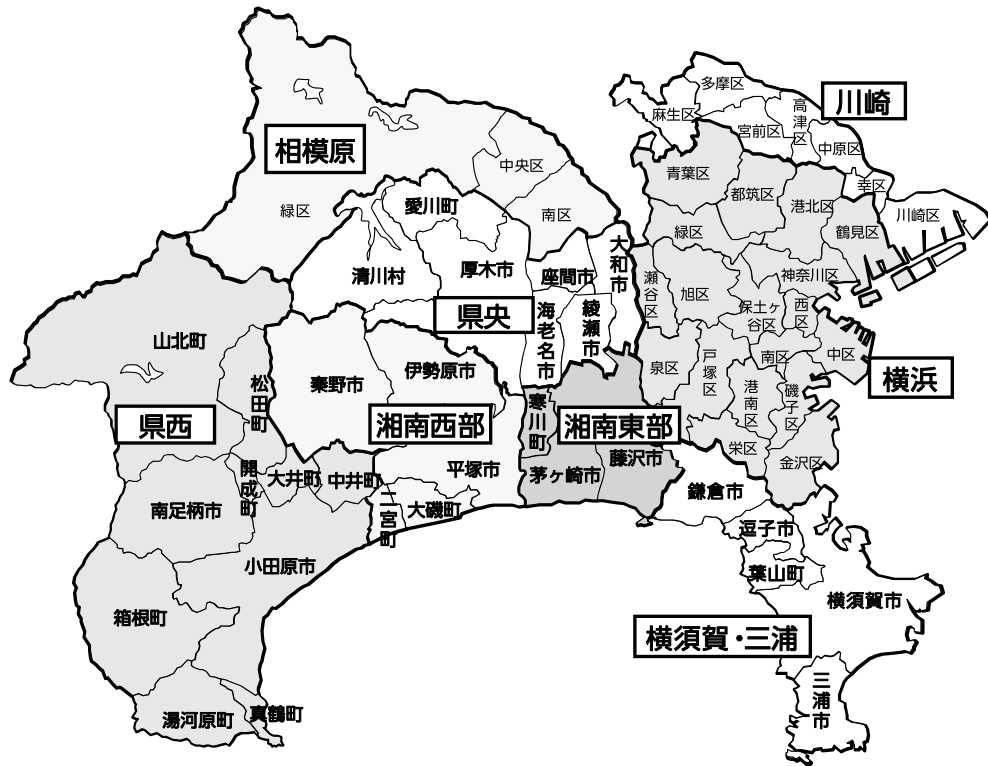 多摩区
川崎
麻生区
宮前区
高津区
中原区
幸区
川崎区
相模原
中央区
緑区
南区
青葉区
都筑区
港北区
鶴見区
緑区
神奈川区
瀬谷区
旭区
保土ヶ谷区
西区
泉区
戸塚区
南区
中区
港南区
磯子区
栄区
金沢区
横浜
愛川町
清川村
厚木市
座間市
大和市
県央
海老名市
綾瀬市
山北町
松田町
県西
秦野市
伊勢原市
湘南西部
寒川町
湘南東部
平塚市
茅ヶ崎市
藤沢市
開成町
大井町
中井町
二宮町
大磯町
南足柄市
小田原市
箱根町
湯河原町
真鶴町
鎌倉市
逗子市
葉山町
横須賀市
横須賀・三浦
三浦市